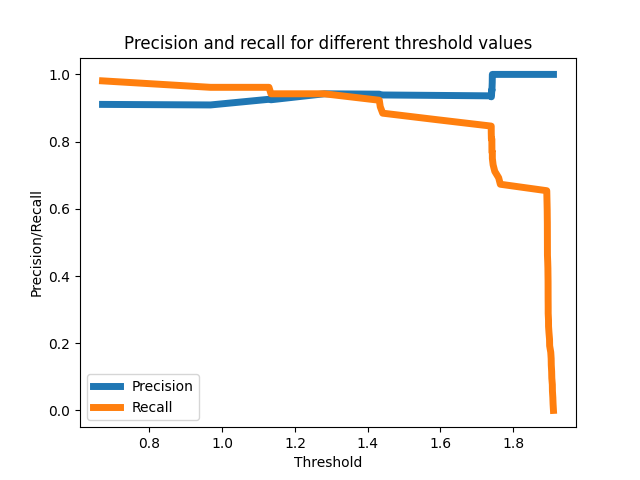 Precision and recall for different threshold values
1.0
0.8
0.6
0.4
0.2
0.0
Precision/Recall
Precision
Recall
0.8 1.0 1.2 1.4 1.6 1.8
Threshold